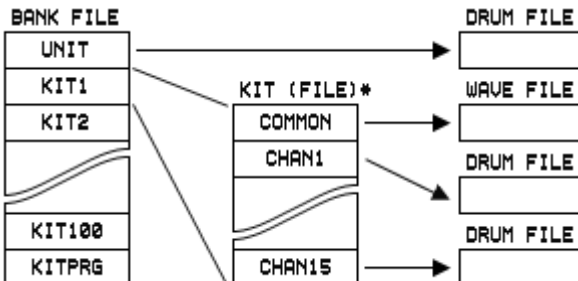 BANK FILE
UNIT
KIT1
KIT2
KIT100
KITPRG
KIT (FILE)*
COMMON
CHAN1
CHAN15
DRUM FILE
WAVE FILE
DRUM FILE
DRUM FILE